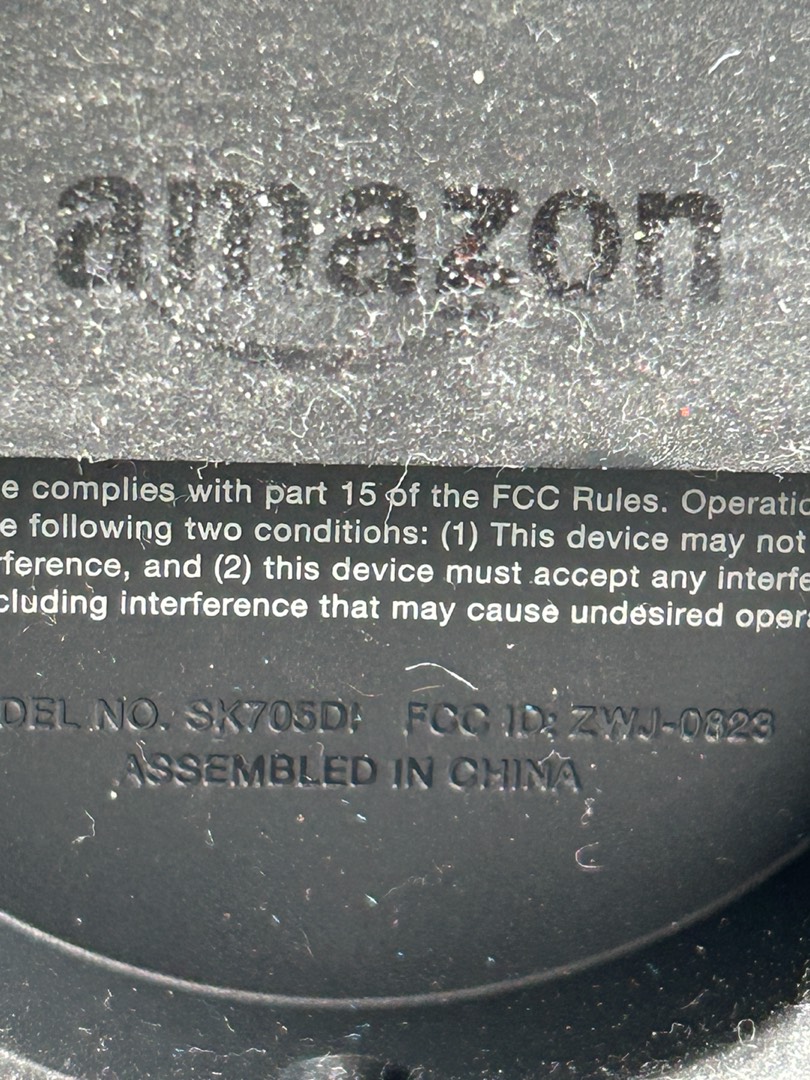 amazon
e complies with part 15 of the FCC Rules. Operatio
e following two conditions: (1) This device may not
ference, and (2) this device must accept any interfe
cluding interference that may cause undesired opera
DEL NO. SK705DI FCC ID: ZWJ-0823
ASSEMBLED IN CHINA